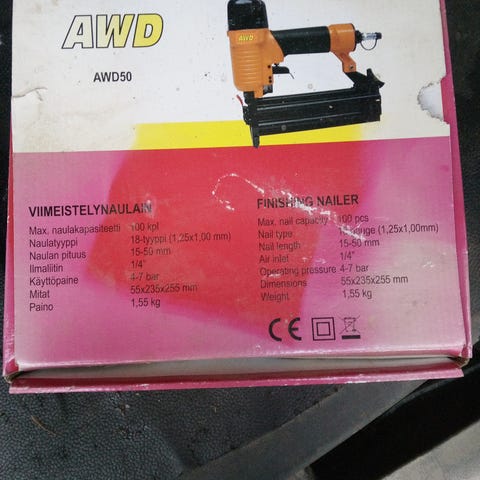 AWD
AWD
AWD50
VIIMEISTELYNAULAIN
Max. naulakapasiteetti 100 kpl
Naulatyyppi 18-tyyppi (1,25x1,00 mm)
Naulan pituus 15-50 mm
Ilmaliitin 1/4"
Käyttöpaine 4-7 bar
Mitat 55x235x255 mm
Paino 1,55 kg
FINISHING NAILER
Max. nail capacity 100 pcs
Nail type (1,25x1,00mm)
Nail length 15-50 mm
Air inlet 1/4"
Operating pressure 4-7 bar
Dimensions 55x235x255 mm
Weight 1,55 kg
CE